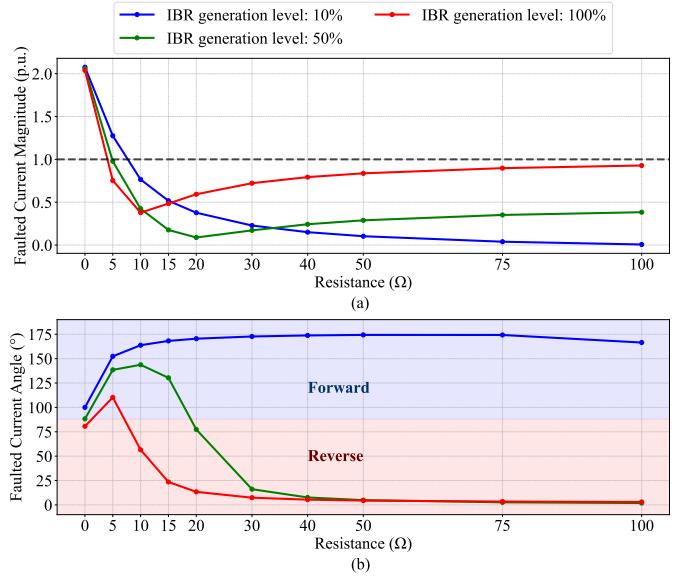 IBR generation level: 10%
IBR generation level: 100%
IBR generation level: 50%
Faulted Current Magnitude (p.u.)
2.0
1.5
1.0
0.5
0.0
0 5 10 15 20 30 40 50 75 100
Resistance (Ω)
(a)
Faulted Current Angle (°)
175
150
125
100
75
50
25
0
Forward
Reverse
0 5 10 15 20 30 40 50 75 100
Resistance (Ω)
(b)